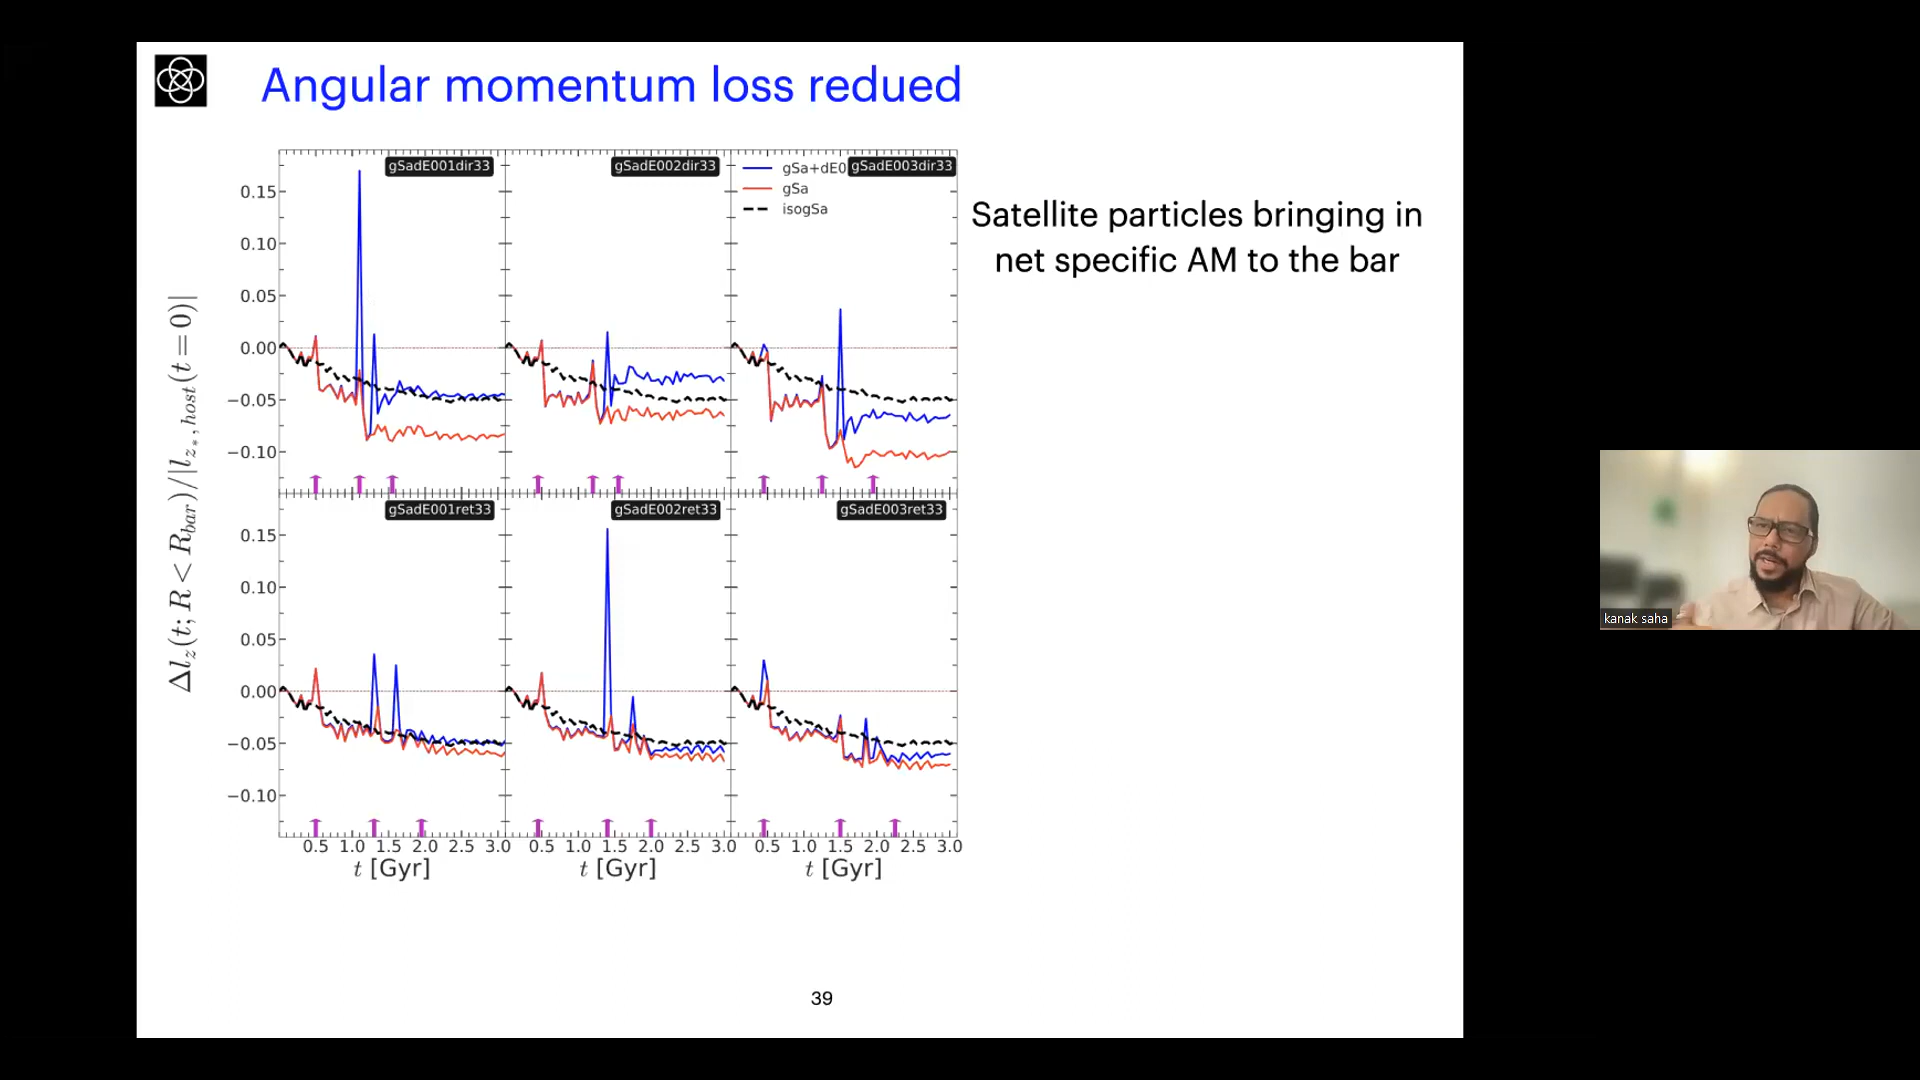 Angular momentum loss redued
gSadE001dir33
gSadE002dir33
gSa+dE0
gSadE003dir33
gSa
isogSa
Satellite particles bringing in
net specific AM to the bar
0.15
0.10
0.05
0.00
−0.05
−0.10
Δl_z(t; R < R_bar)/|l_z*,host(t = 0)|
gSadE001ret33
gSadE002ret33
gSadE003ret33
0.15
0.10
0.05
0.00
−0.05
−0.10
0.5 1.0 1.5 2.0 2.5 3.0 0.5 1.0 1.5 2.0 2.5 3.0 0.5 1.0 1.5 2.0 2.5 3.0
t [Gyr] t [Gyr] t [Gyr]
39
kanak saha